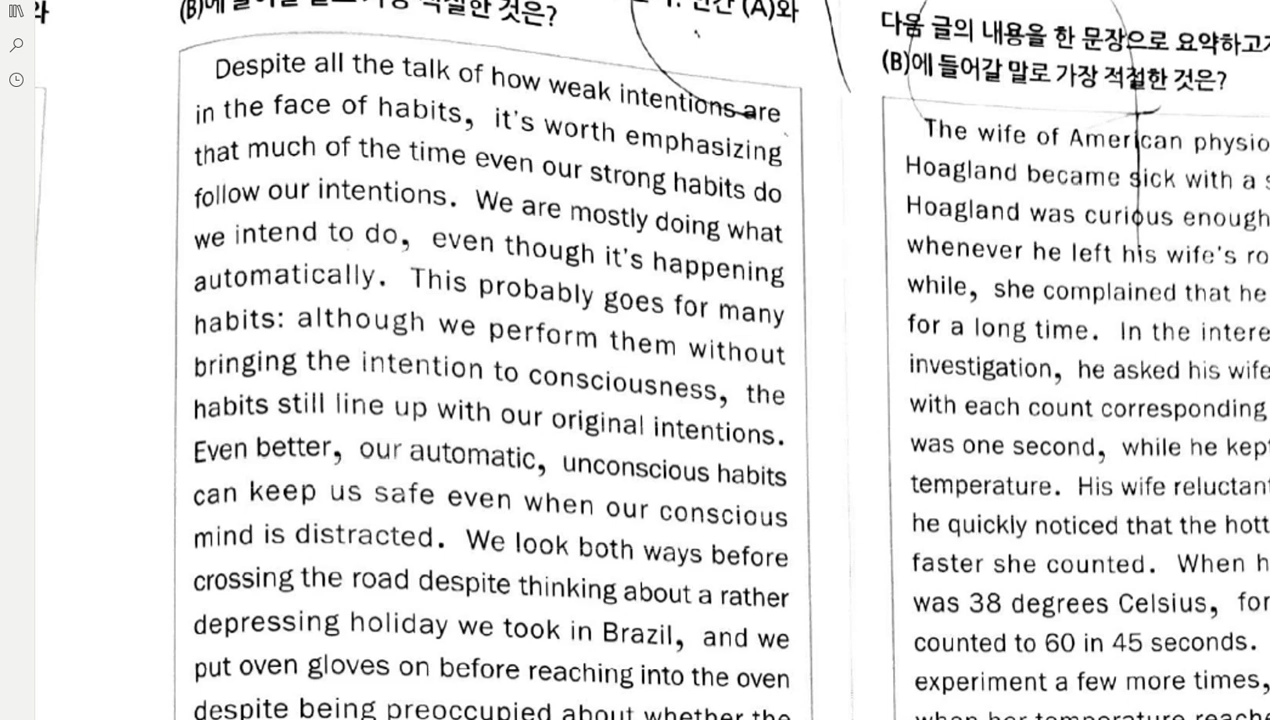 와
(B)에 들어갈 말로 가장 적절한 것은?
(A)와
Despite all the talk of how weak intentions are
in the face of habits, it's worth emphasizing
that much of the time even our strong habits do
follow our intentions. We are mostly doing what
we intend to do, even though it's happening
automatically. This probably goes for many
habits: although we perform them without
bringing the intention to consciousness, the
habits still line up with our original intentions.
Even better, our automatic, unconscious habits
can keep us safe even when our conscious
mind is distracted. We look both ways before
crossing the road despite thinking about a rather
depressing holiday we took in Brazil, and we
put oven gloves on before reaching into the oven
despite being preoccupied about whether the
다음 글의 내용을 한 문장으로 요약하고자
(B)에 들어갈 말로 가장 적절한 것은?
The wife of American physio
Hoagland became sick with a s
Hoagland was curious enough
whenever he left his wife's ro
while, she complained that he
for a long time. In the intere
investigation, he asked his wife
with each count corresponding
was one second, while he kept
temperature. His wife reluctant
he quickly noticed that the hott
faster she counted. When h
was 38 degrees Celsius, for
counted to 60 in 45 seconds.
experiment a few more times,
when her temperature reache